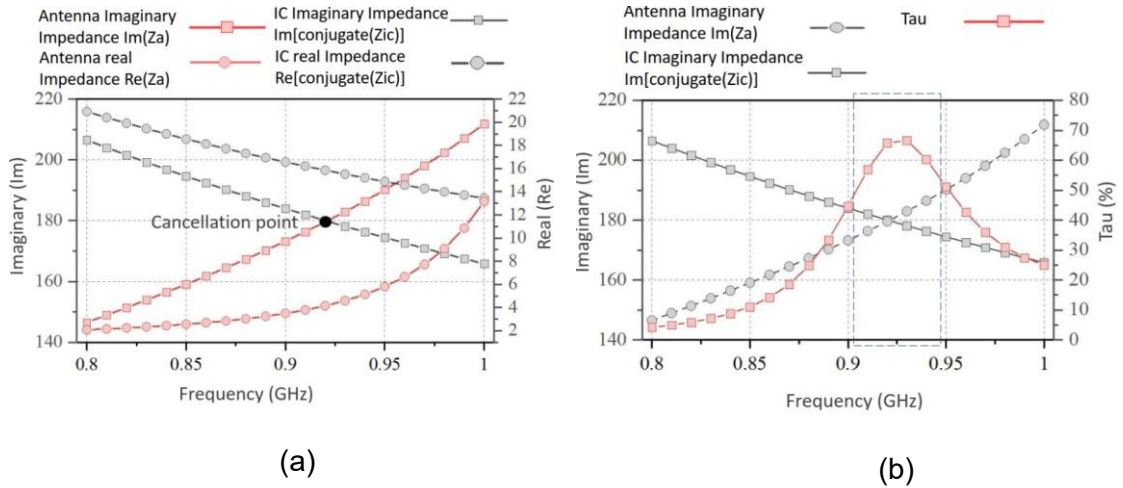 Antenna Imaginary
Impedance Im(Za)
IC Imaginary Impedance
Im[conjugate(Zic)]
Antenna real
Impedance Re(Za)
IC real Impedance
Re[conjugate(Zic)]
220
200
180
160
140
Imaginary (Im)
Cancellation point
22
20
18
16
14
12
10
8
6
4
2
Real (Re)
0.8
0.85
0.9
0.95
1
Frequency (GHz)
(a)
Antenna Imaginary
Impedance Im(Za)
Tau
IC Imaginary Impedance
Im[conjugate(Zic)]
220
200
180
160
140
Imaginary (Im)
80
70
60
50
40
30
20
10
0
Tau (%)
0.8
0.85
0.9
0.95
1
Frequency (GHz)
(b)